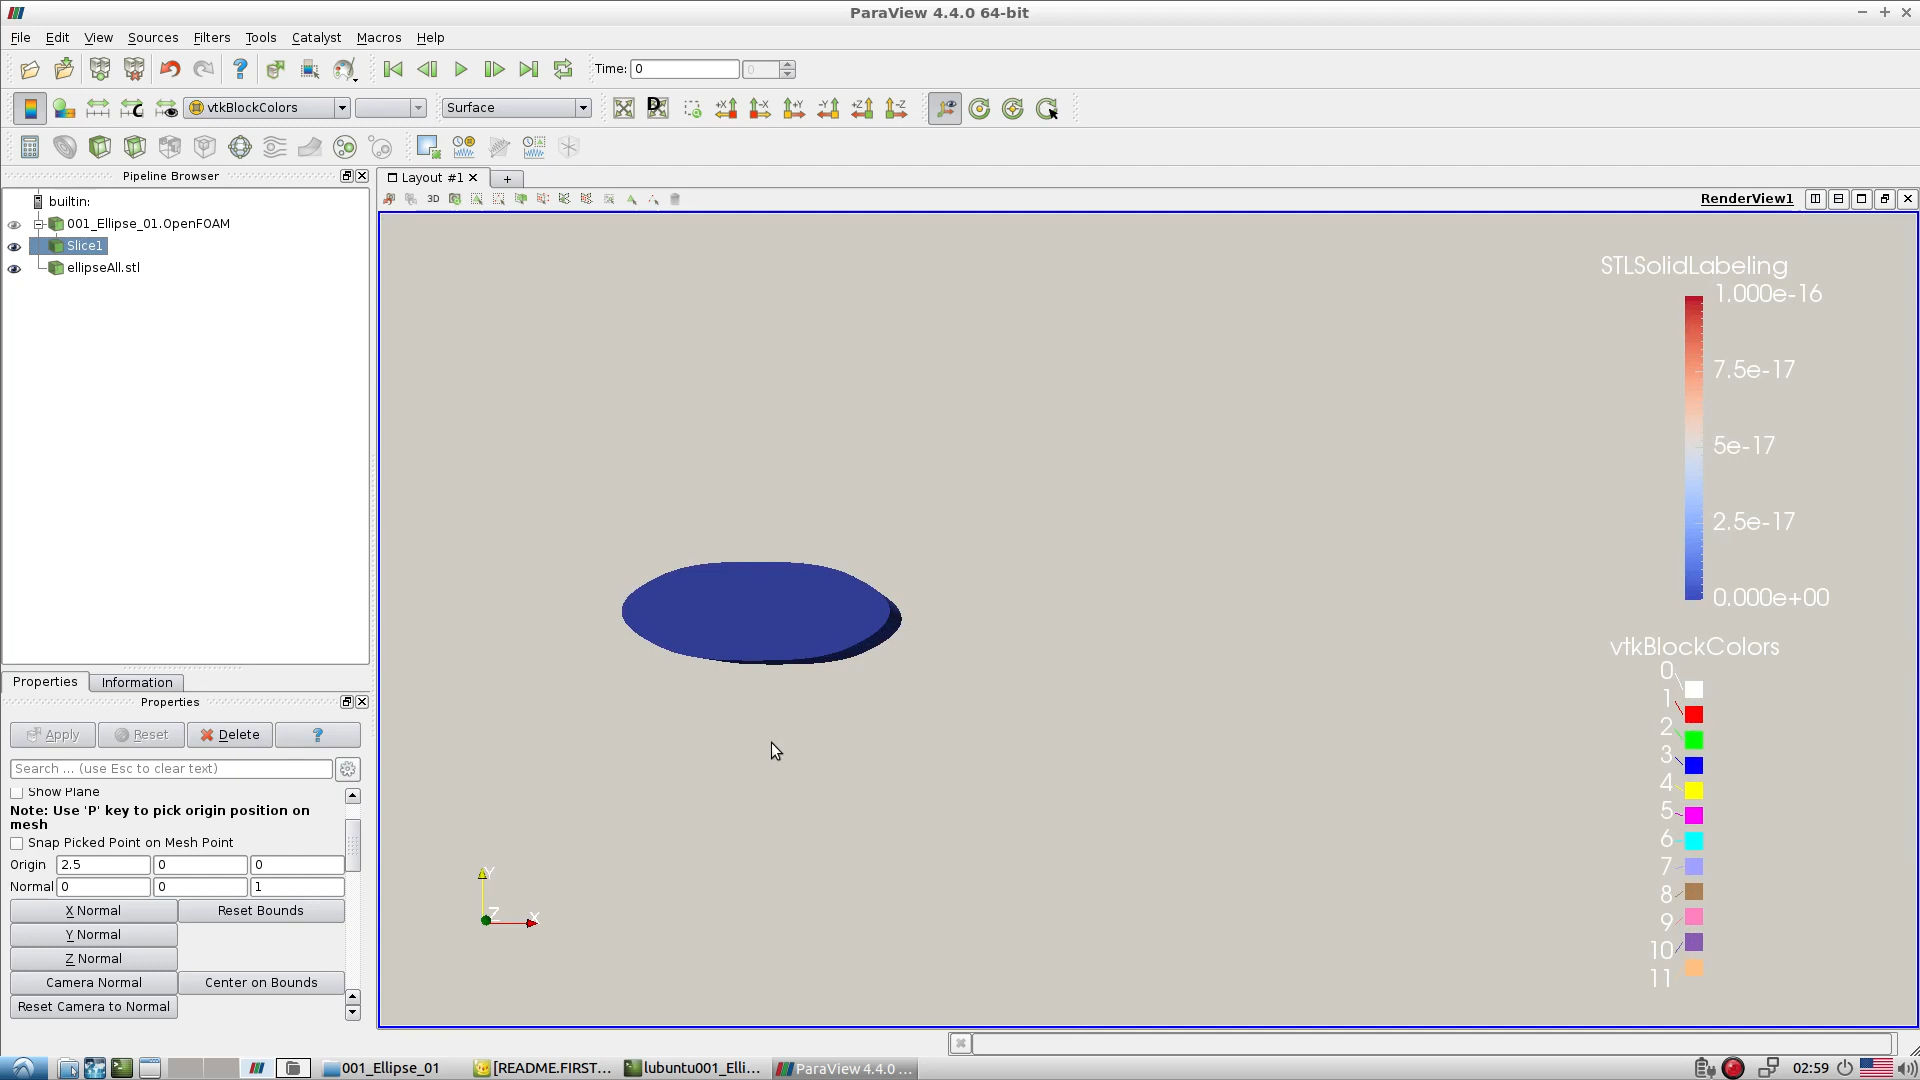 ParaView 4.4.0 64-bit
File Edit View Sources Filters Tools Catalyst Macros Help
Time: 0 0
vtkBlockColors Surface
+X -X +Y -Y +Z -Z
Pipeline Browser
Layout #1
3D
RenderView1
builtin:
001_Ellipse_01.OpenFOAM
Slice1
ellipseAll.stl
Properties Information
Properties
Apply Reset Delete ?
Search ... (use Esc to clear text)
Show Plane
Note: Use 'P' key to pick origin position on
mesh
Snap Picked Point on Mesh Point
Origin 2.5 0 0
Normal 0 0 1
X Normal Reset Bounds
Y Normal
Z Normal
Camera Normal Center on Bounds
Reset Camera to Normal
STLSolidLabeling
1.000e-16
7.5e-17
5e-17
2.5e-17
0.000e+00
vtkBlockColors
0
1
2
3
4
5
6
7
8
9
10
11
Y
Z X
001_Ellipse_01 [README.FIRST... lubuntu001_Elli... ParaView 4.4.0 ... 02:59